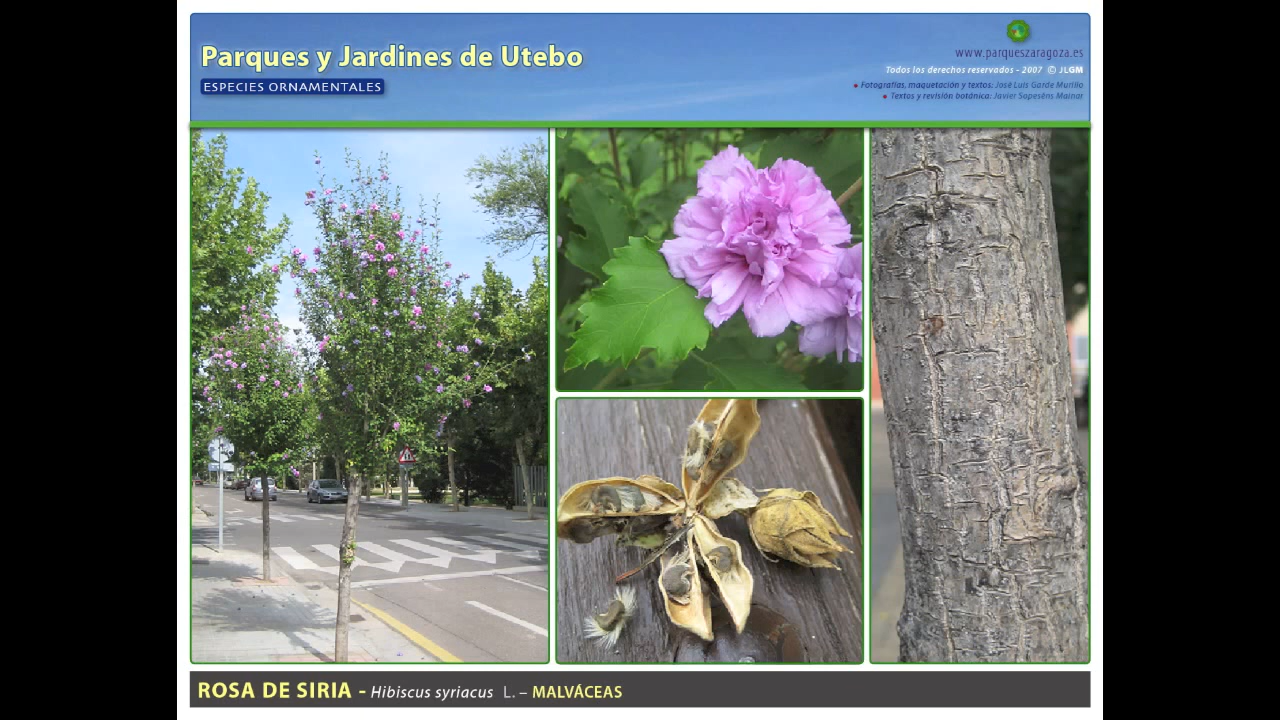 Parques y Jardines de Utebo
ESPECIES ORNAMENTALES
www.parqueszaragoza.es
Todos los derechos reservados - 2007 © JLGM
• Fotografías, maquetación y textos: José Luis Garde Murillo
• Textos y revisión botánica: Javier Sapesèns Mainar
ROSA DE SIRIA - Hibiscus syriacus L. – MALVÁCEAS